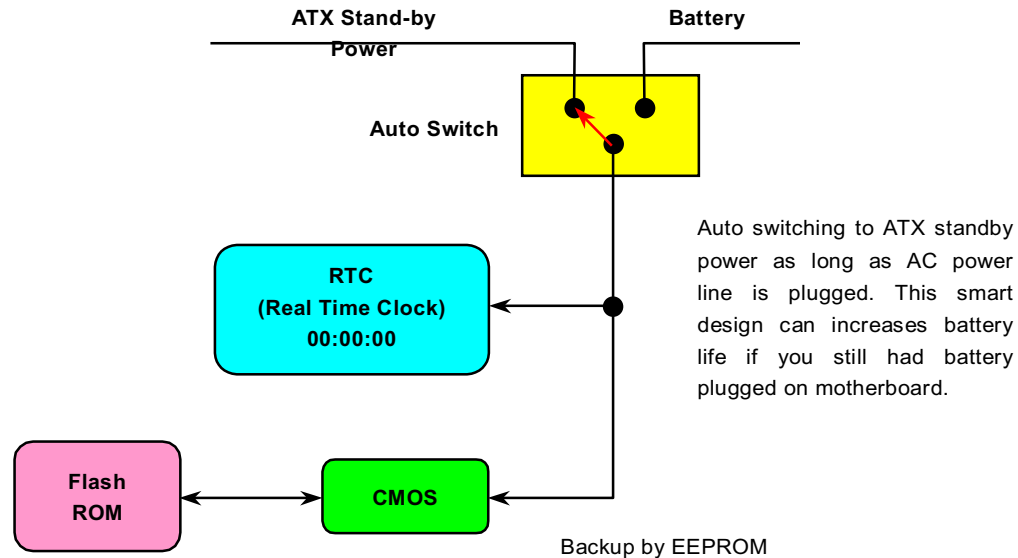 ATX Stand-by
Power
Battery
Auto Switch
Auto switching to ATX standby
power as long as AC power
line is plugged. This smart
design can increases battery
life if you still had battery
plugged on motherboard.
RTC
(Real Time Clock)
00:00:00
Flash
ROM
CMOS
Backup by EEPROM